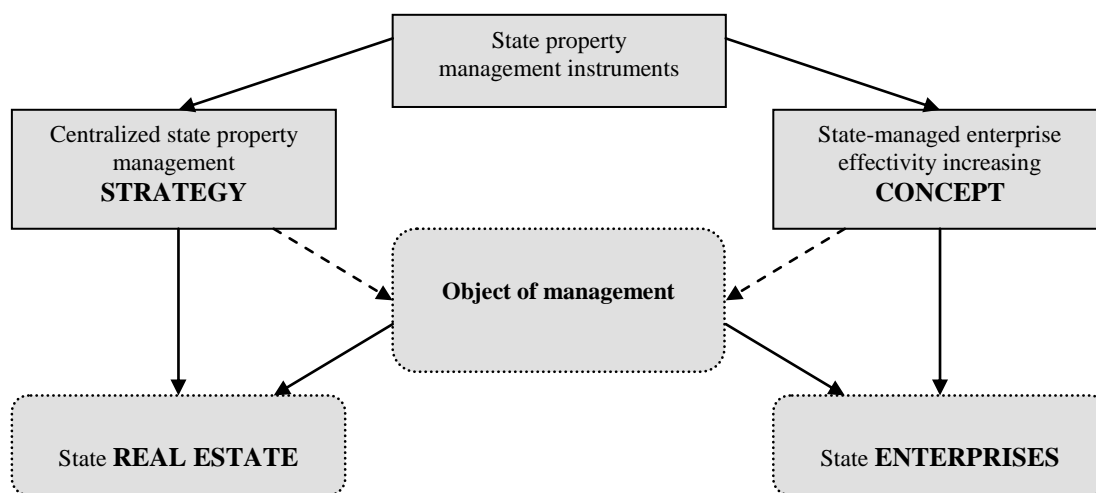 State property
management instruments
Centralized state property
management
STRATEGY
State-managed enterprise
effectivity increasing
CONCEPT
Object of management
State REAL ESTATE
State ENTERPRISES